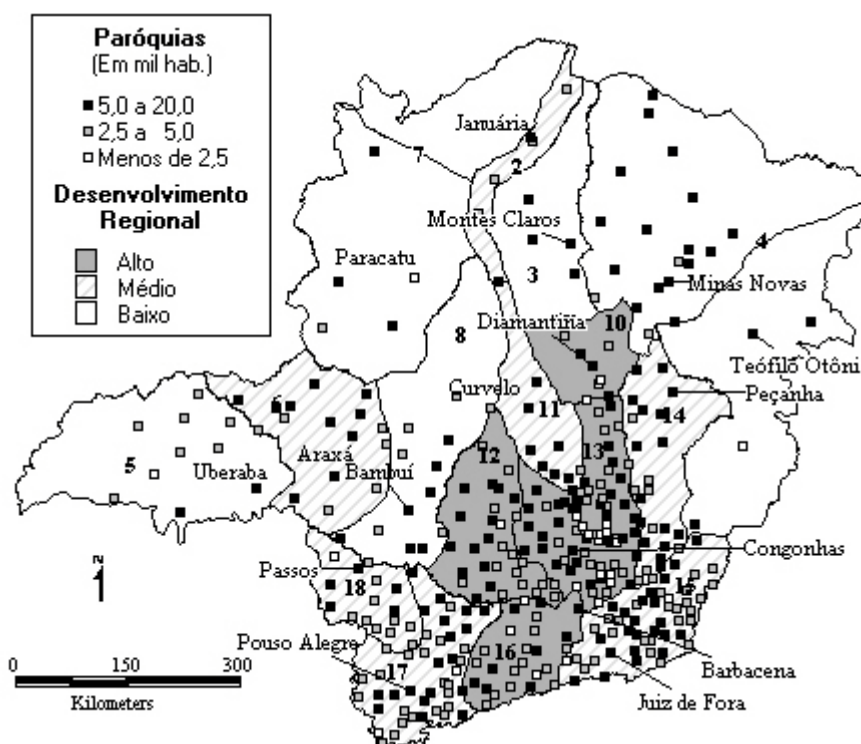 Paróquias
(Em mil hab.)
5,0 a 20,0
2,5 a 5,0
Menos de 2,5
Desenvolvimento
Regional
Alto
Médio
Baixo
Januária
7
2
Montes Claros
4
Paracatu
3
Minas Novas
10
Diamantina
8
Teófilo Otôni
Curvelo
Peçanha
6
11
14
13
12
5
Araxá
Uberaba
Bambuí
Congonhas
N
Passos
18
15
Pouso Alegre
16
17
Barbacena
0 150 300
Juiz de Fora
Kilometers